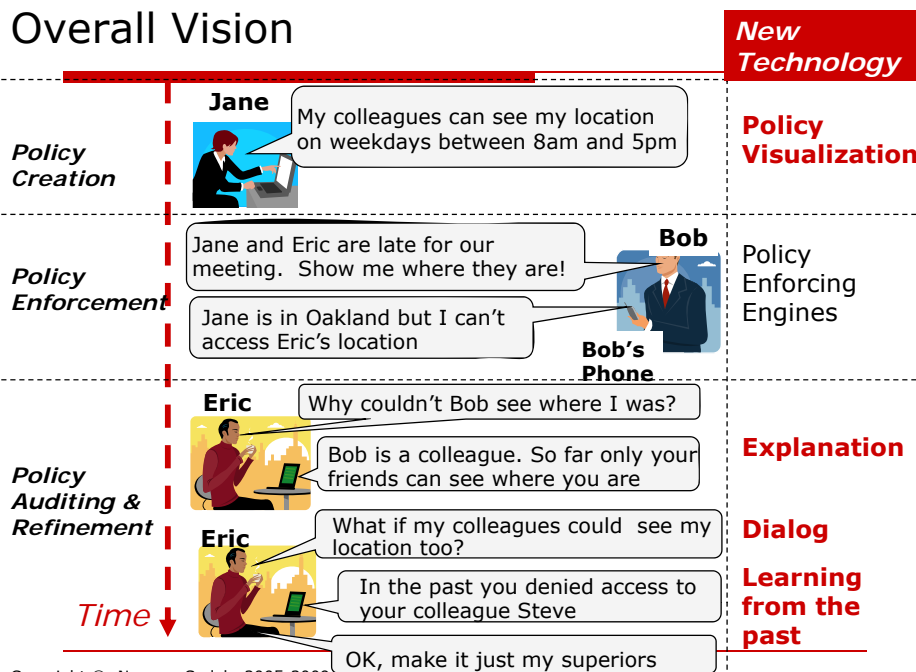 Overall Vision
New
Technology
Jane
My colleagues can see my location
on weekdays between 8am and 5pm
Policy
Creation
Policy
Visualization
Jane and Eric are late for our
meeting. Show me where they are!
Bob
Policy
Enforcement
Policy
Enforcing
Engines
Jane is in Oakland but I can't
access Eric's location
Bob's
Phone
Eric
Why couldn't Bob see where I was?
Bob is a colleague. So far only your
friends can see where you are
Explanation
Policy
Auditing &
Refinement
Eric
What if my colleagues could see my
location too?
Dialog
In the past you denied access to
your colleague Steve
Learning
from the
past
Time
OK, make it just my superiors